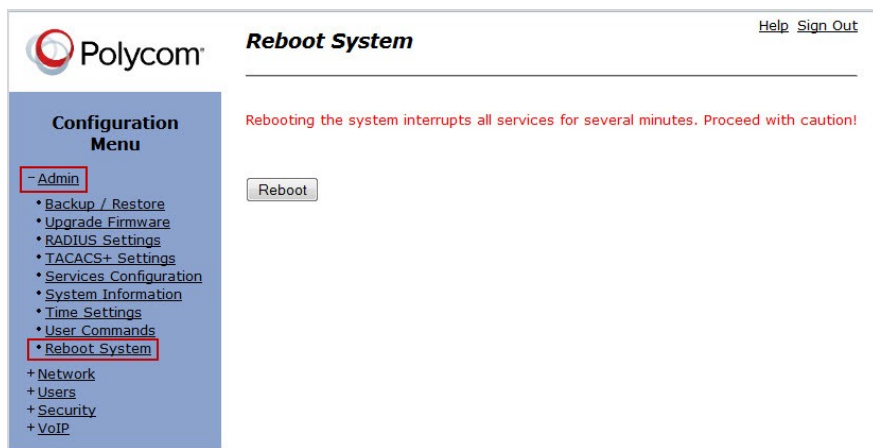 Polycom
Reboot System
Help Sign Out
Configuration
Menu
Rebooting the system interrupts all services for several minutes. Proceed with caution!
Reboot
- Admin
• Backup / Restore
• Upgrade Firmware
• RADIUS Settings
• TACACS+ Settings
• Services Configuration
• System Information
• Time Settings
• User Commands
• Reboot System
+ Network
+ Users
+ Security
+ VoIP